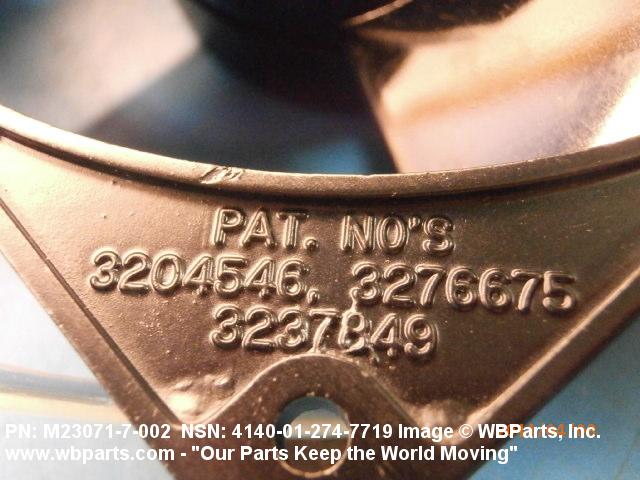 PAT. NO'S
3204546, 3276675
3237849
PN: M23071-7-002 NSN: 4140-01-274-7719 Image © WBParts, Inc.
www.wbparts.com - "Our Parts Keep the World Moving"